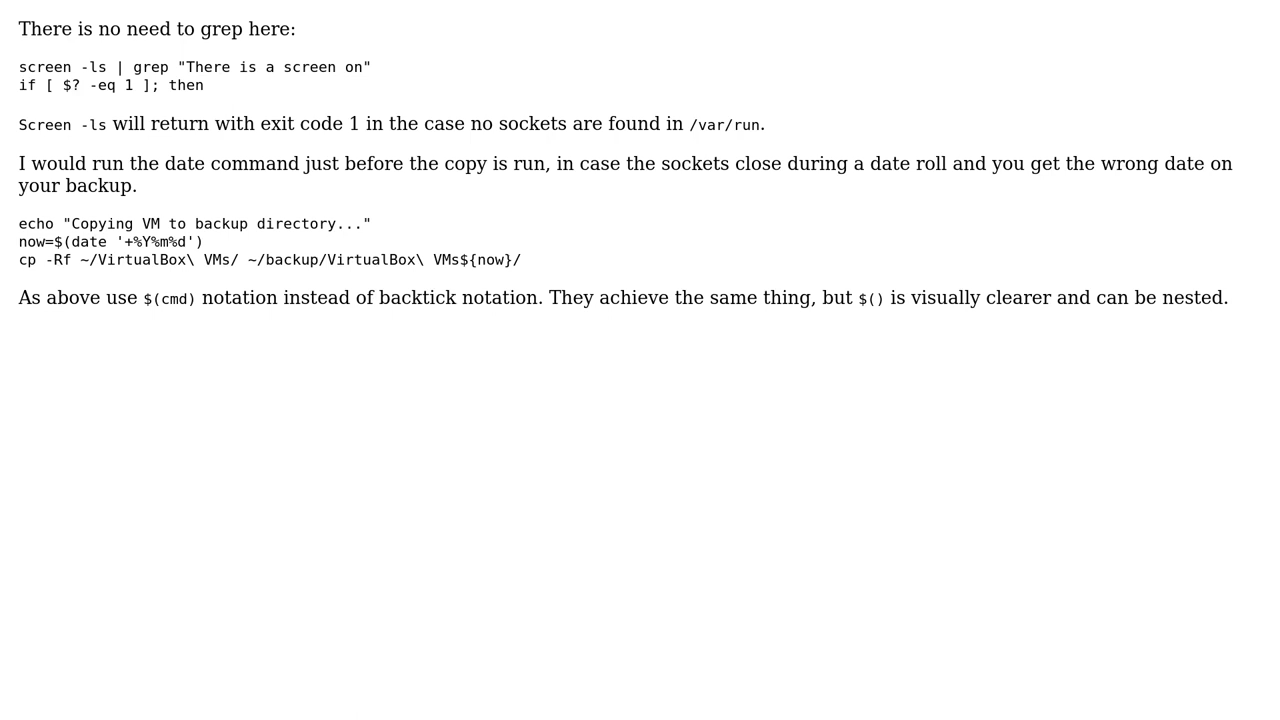 There is no need to grep here:
screen -ls | grep "There is a screen on"
if [ $? -eq 1 ]; then
Screen -ls will return with exit code 1 in the case no sockets are found in /var/run.
I would run the date command just before the copy is run, in case the sockets close during a date roll and you get the wrong date on
your backup.
echo "Copying VM to backup directory..."
now=$(date '+%Y%m%d')
cp -Rf ~/VirtualBox\ VMs/ ~/backup/VirtualBox\ VMs${now}/
As above use $(cmd) notation instead of backtick notation. They achieve the same thing, but $() is visually clearer and can be nested.